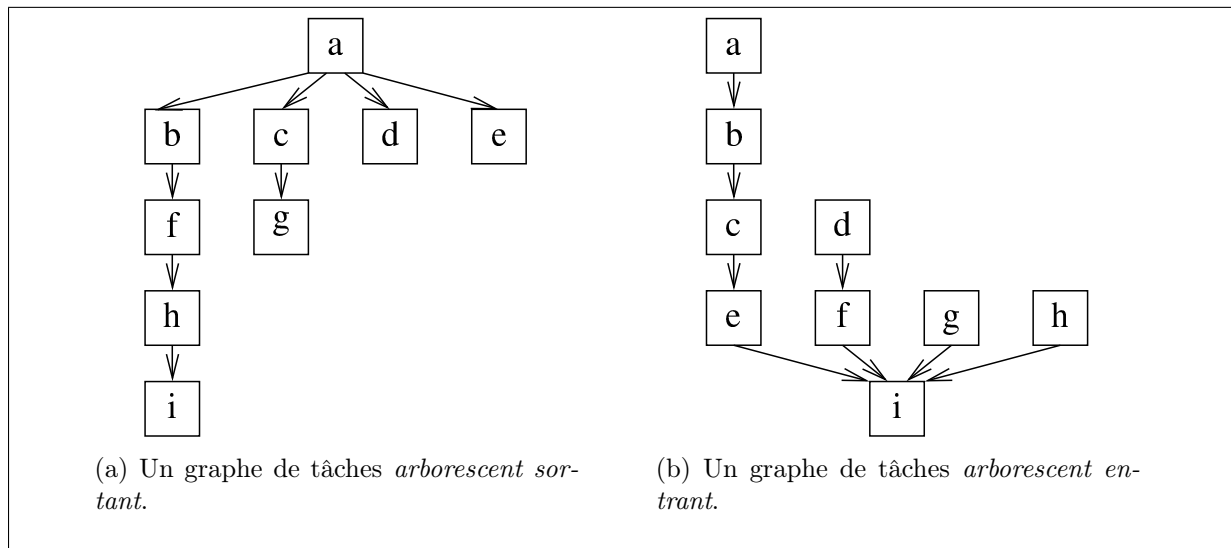 a
b c d e
f g
h
i
(a) Un graphe de tâches arborescent sor-
tant.
a
b
c d
e f g h
i
(b) Un graphe de tâches arborescent en-
trant.